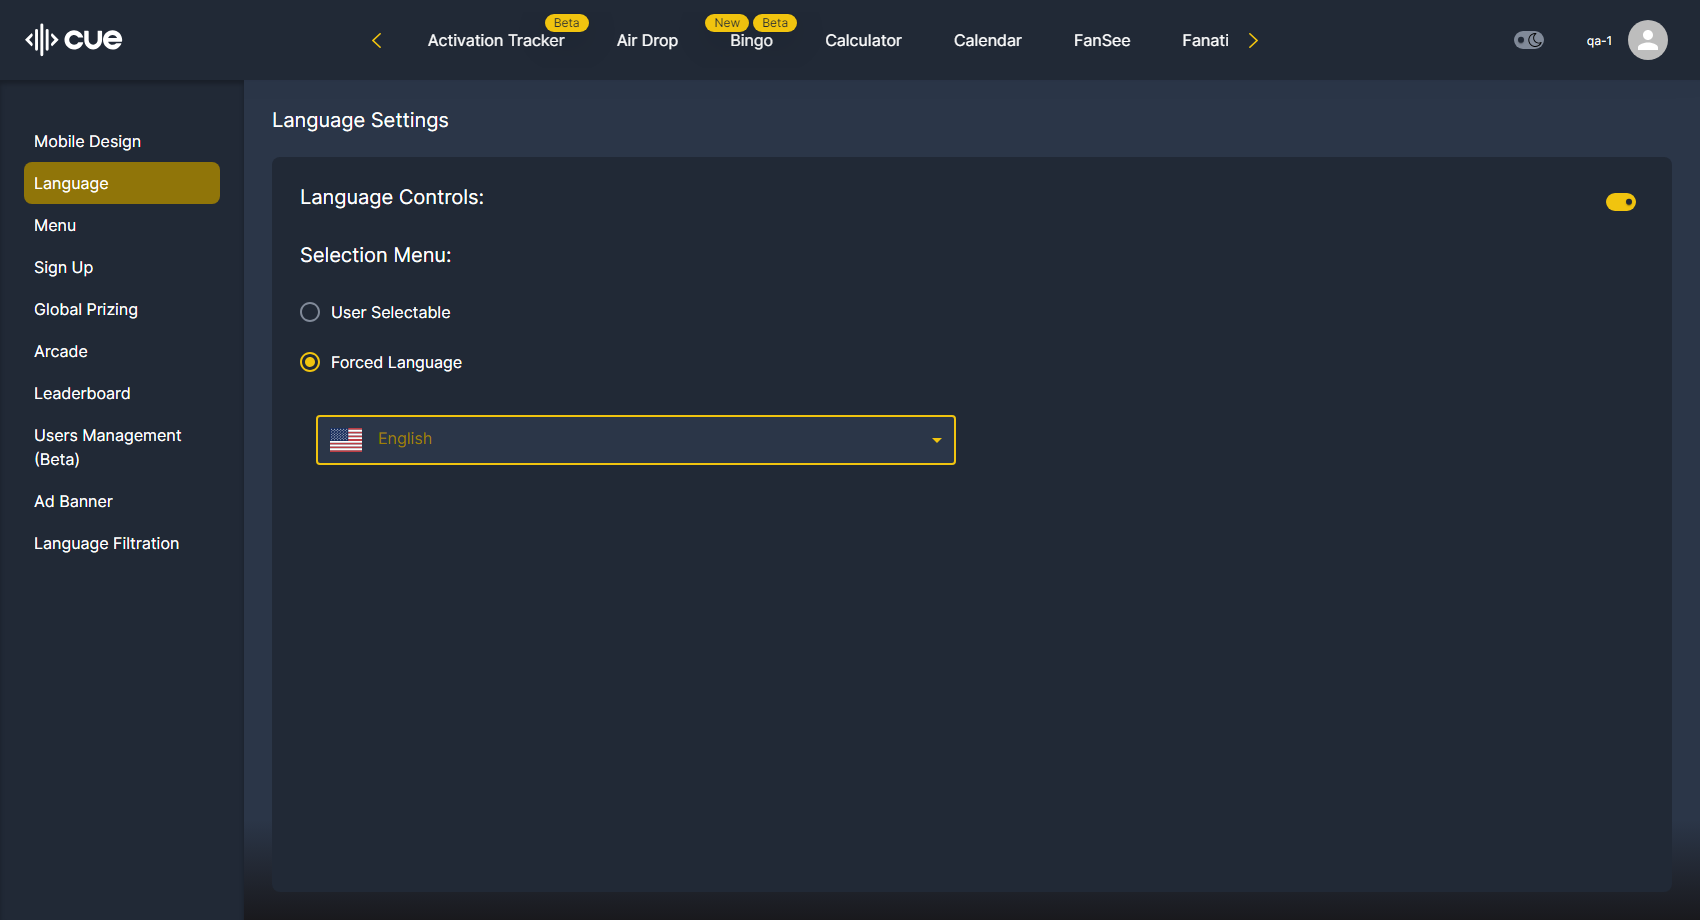 cue
Activation Tracker
Beta
Air Drop
New
Beta
Bingo
Calculator
Calendar
FanSee
Fanati
qa-1
Mobile Design
Language
Menu
Sign Up
Global Prizing
Arcade
Leaderboard
Users Management
(Beta)
Ad Banner
Language Filtration
Language Settings
Language Controls:
Selection Menu:
User Selectable
Forced Language
English